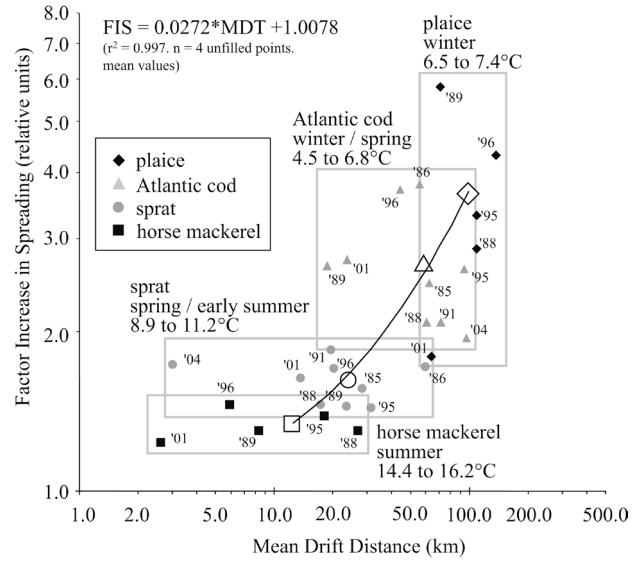 8.0
7.0
6.0
5.0
4.0
3.0
2.0
1.0
Factor Increase in Spreading (relative units)
FIS = 0.0272*MDT +1.0078
(r² = 0.997. n = 4 unfilled points.
mean values)
plaice
winter
6.5 to 7.4°C
'89
'96
'95
'88
'01
Atlantic cod
winter / spring
4.5 to 6.8°C
'86
'96
'89
'01
'95
'85
'88
'91
'04
plaice
Atlantic cod
sprat
horse mackerel
sprat
spring / early summer
8.9 to 11.2°C
'04
'91
'96
'01
'85
'86
'88
'89
'95
'96
'01
'89
'95
'88
horse mackerel
summer
14.4 to 16.2°C
1.0
2.0
5.0
10.0
20.0
50.0
100.0
200.0
500.0
Mean Drift Distance (km)